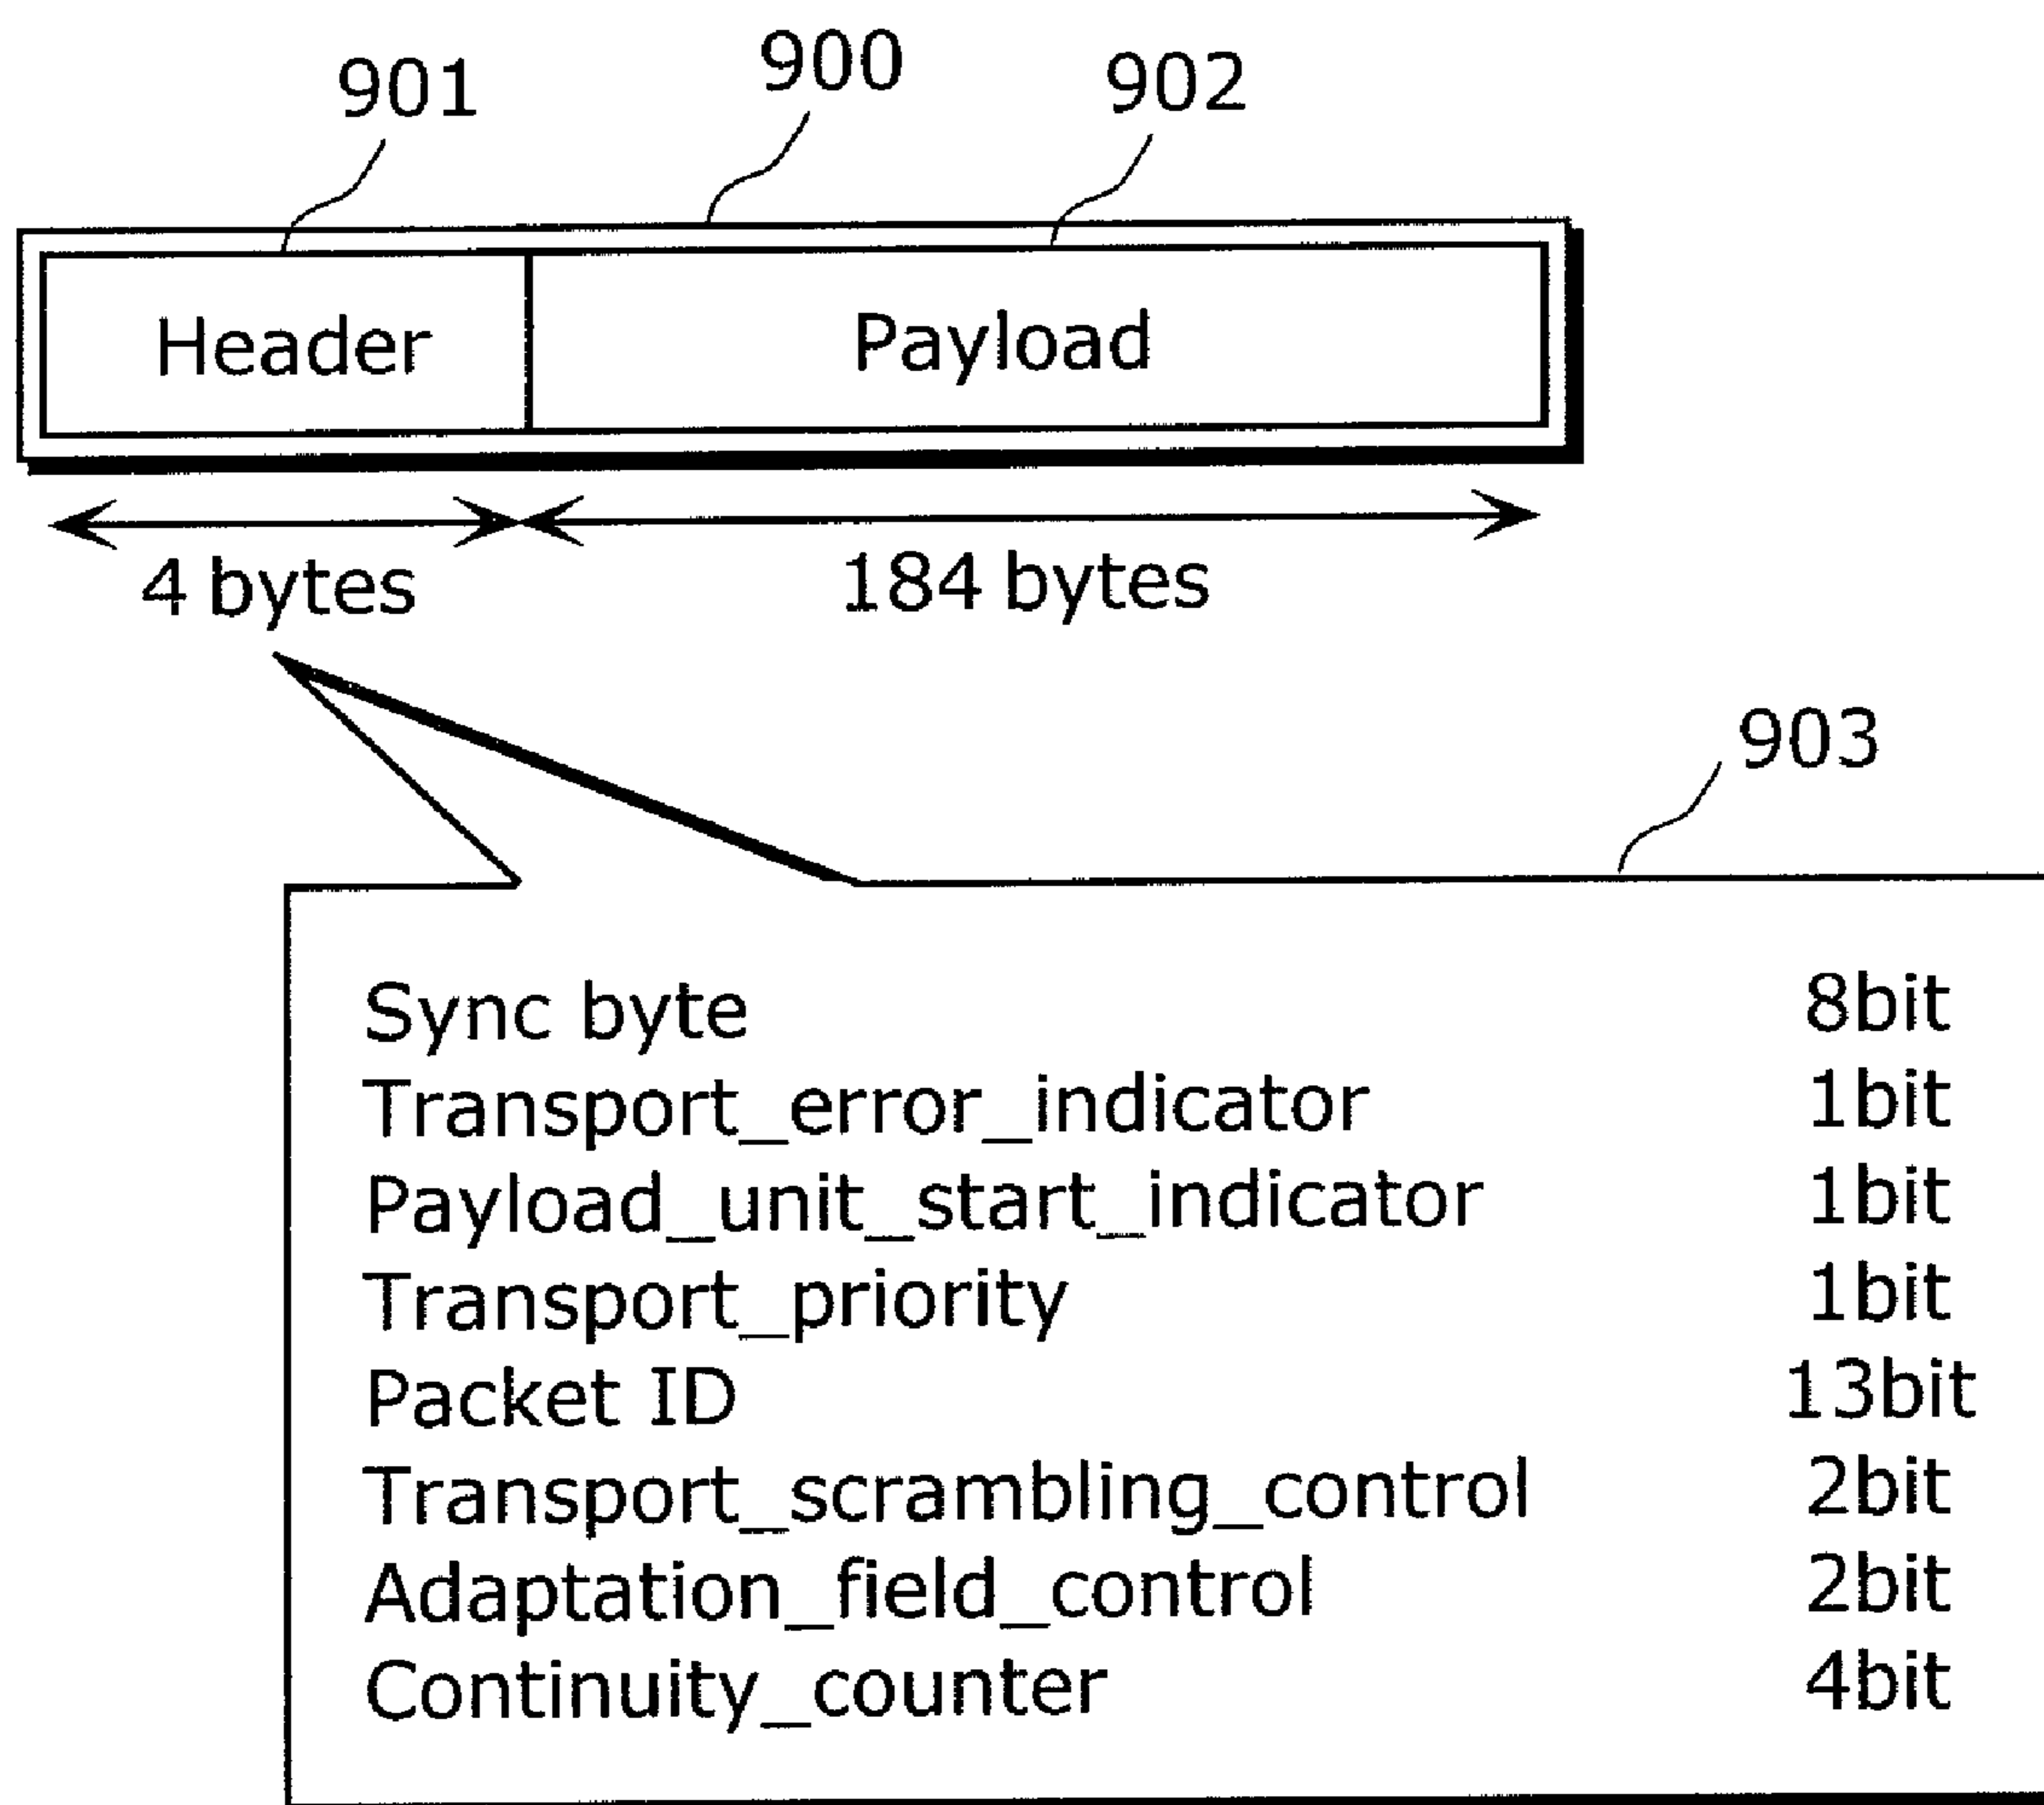 901 900 902
Header Payload
4 bytes 184 bytes
903
Sync byte 8bit
Transport_error_indicator 1bit
Payload_unit_start_indicator 1bit
Transport_priority 1bit
Packet ID 13bit
Transport_scrambling_control 2bit
Adaptation_field_control 2bit
Continuity_counter 4bit